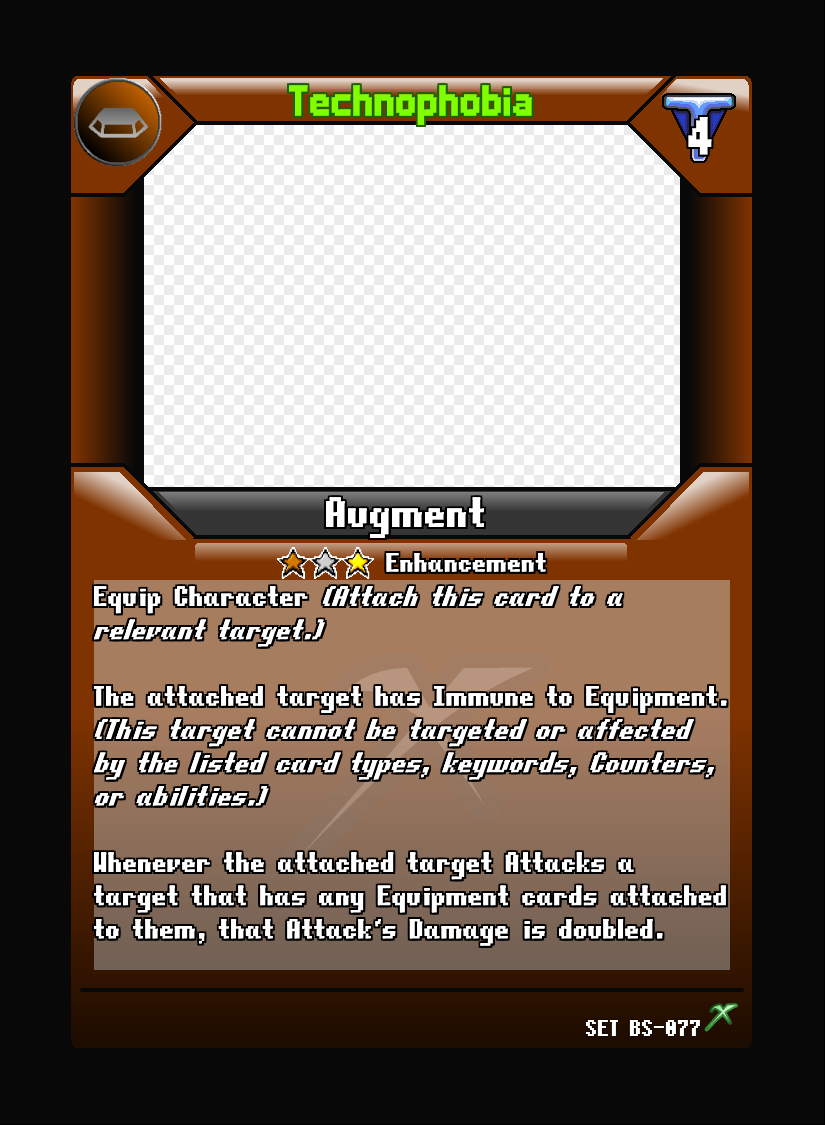 Technophobia
4
Augment
Enhancement
Equip Character (Attach this card to a
relevant target.)
The attached target has Immune to Equipment.
(This target cannot be targeted or affected
by the listed card types, keywords, Counters,
or abilities.)
Whenever the attached target Attacks a
target that has any Equipment cards attached
to them, that Attack's Damage is doubled.
SET BS-077